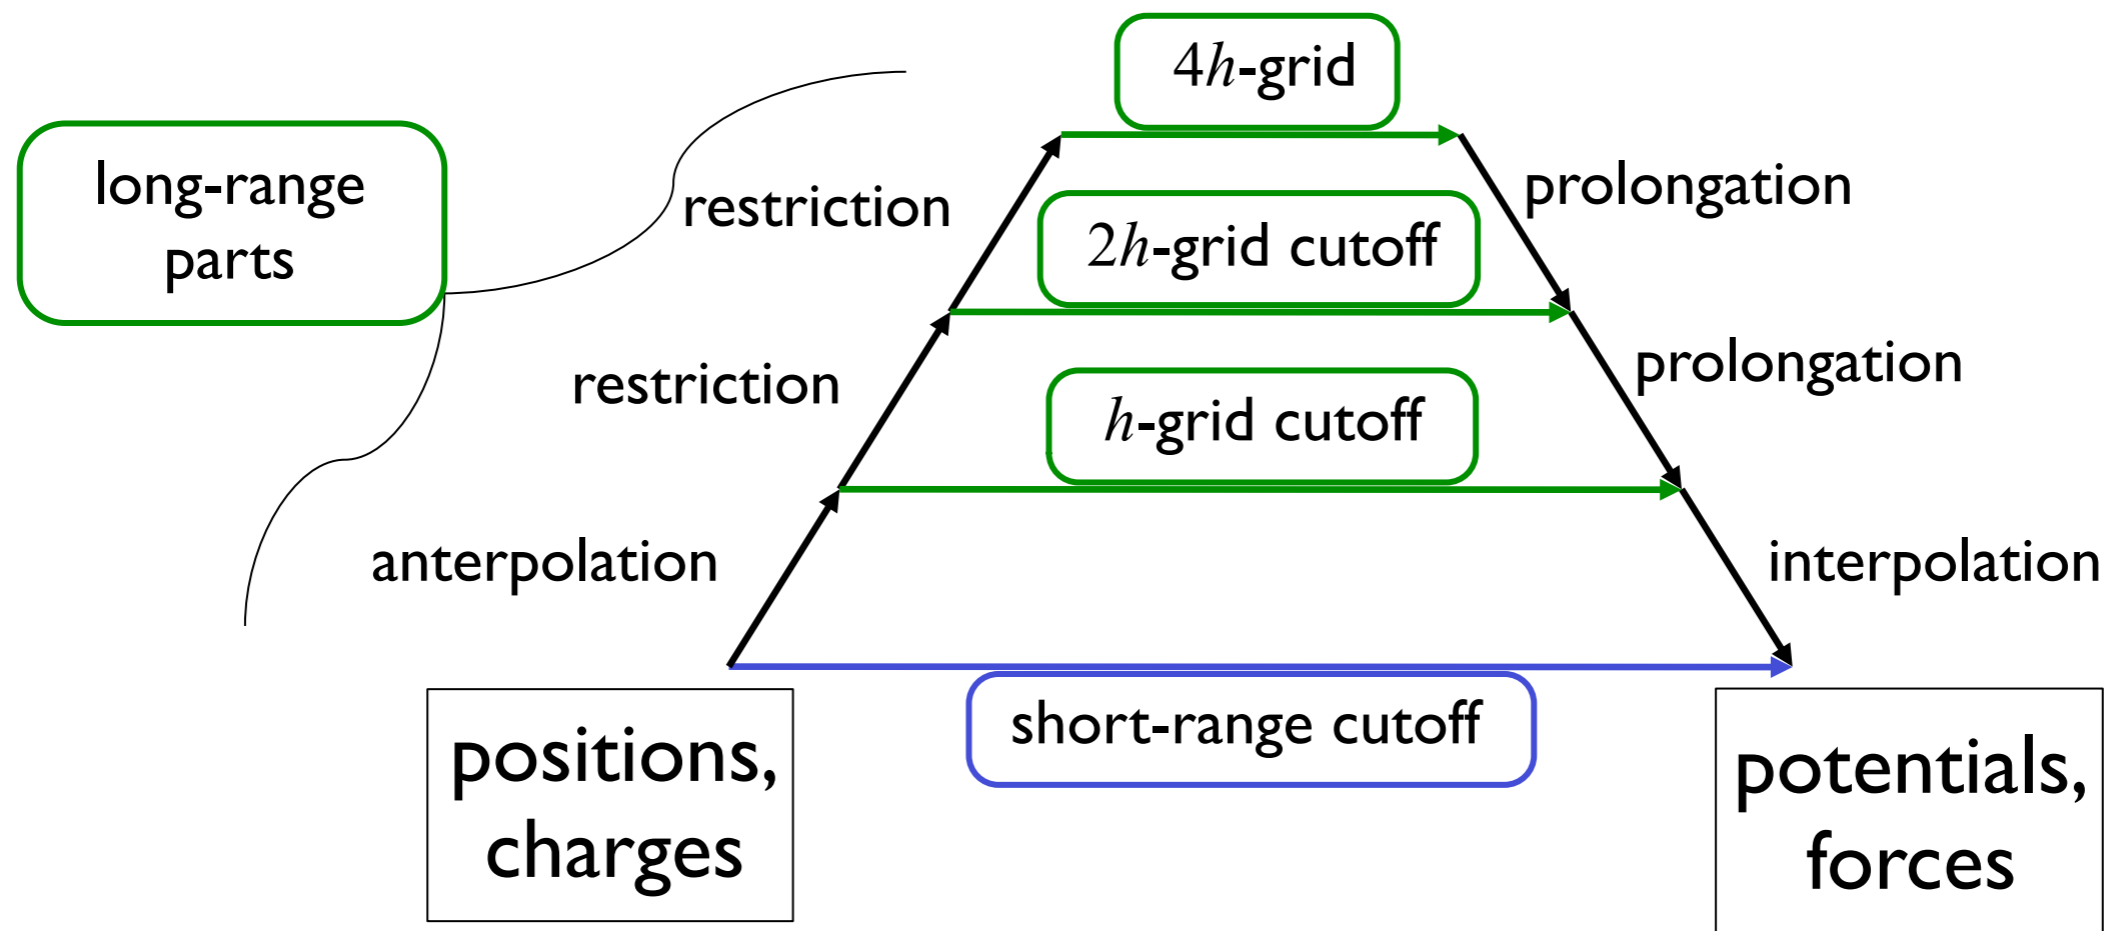 4h-grid
long-range
parts
restriction
prolongation
2h-grid cutoff
restriction
prolongation
h-grid cutoff
anterpolation
interpolation
short-range cutoff
positions,
charges
potentials,
forces